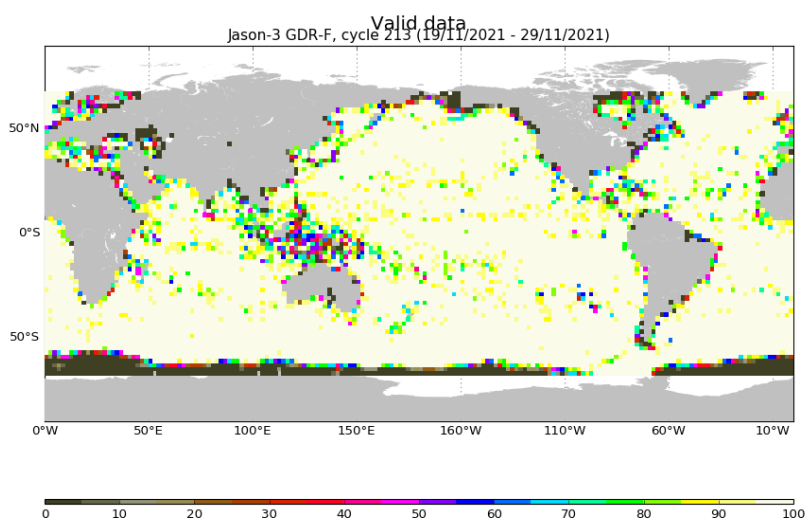 Valid data
Jason-3 GDR-F, cycle 213 (19/11/2021 - 29/11/2021)
50°N
0°S
50°S
0°W 50°E 100°E 150°E 160°W 110°W 60°W 10°W
0 10 20 30 40 50 60 70 80 90 100